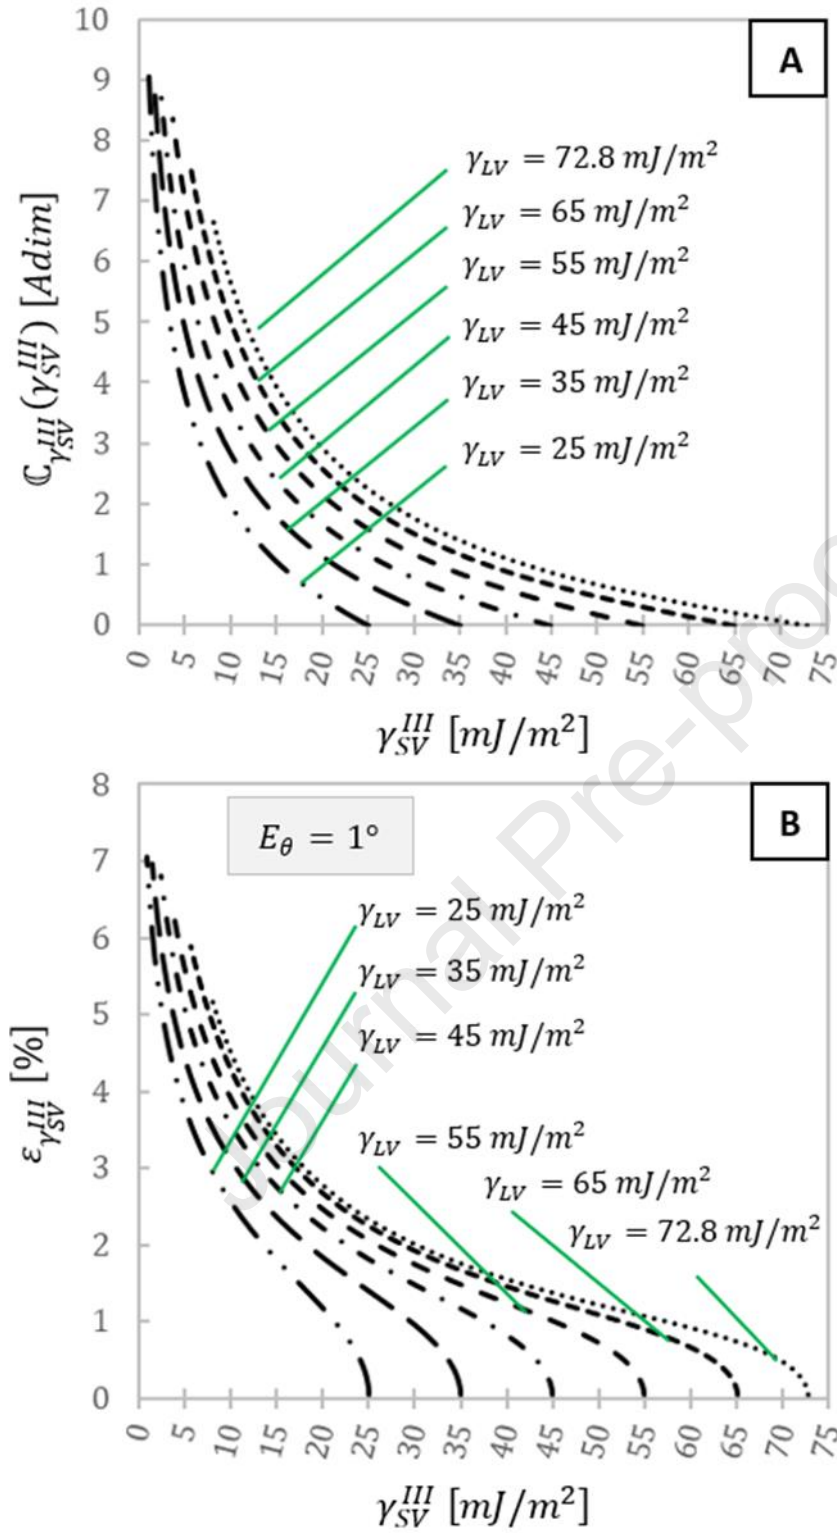 10
A
9
8
γ_LV = 72.8 mJ/m²
7
γ_LV = 65 mJ/m²
6
γ_LV = 55 mJ/m²
5
γ_LV = 45 mJ/m²
4
γ_LV = 35 mJ/m²
3
γ_LV = 25 mJ/m²
2
1
0
ℂ_γ_SV^III(γ_SV^III) [Adim]
0 5 10 15 20 25 30 35 40 45 50 55 60 65 70 75
γ_SV^III [mJ/m²]
8
B
E_θ = 1°
7
γ_LV = 25 mJ/m²
6
γ_LV = 35 mJ/m²
5
γ_LV = 45 mJ/m²
4
γ_LV = 55 mJ/m²
3
γ_LV = 65 mJ/m²
γ_LV = 72.8 mJ/m²
2
1
0
ε_γ_SV^III [%]
0 5 10 15 20 25 30 35 40 45 50 55 60 65 70 75
γ_SV^III [mJ/m²]
Journal Pre-proo